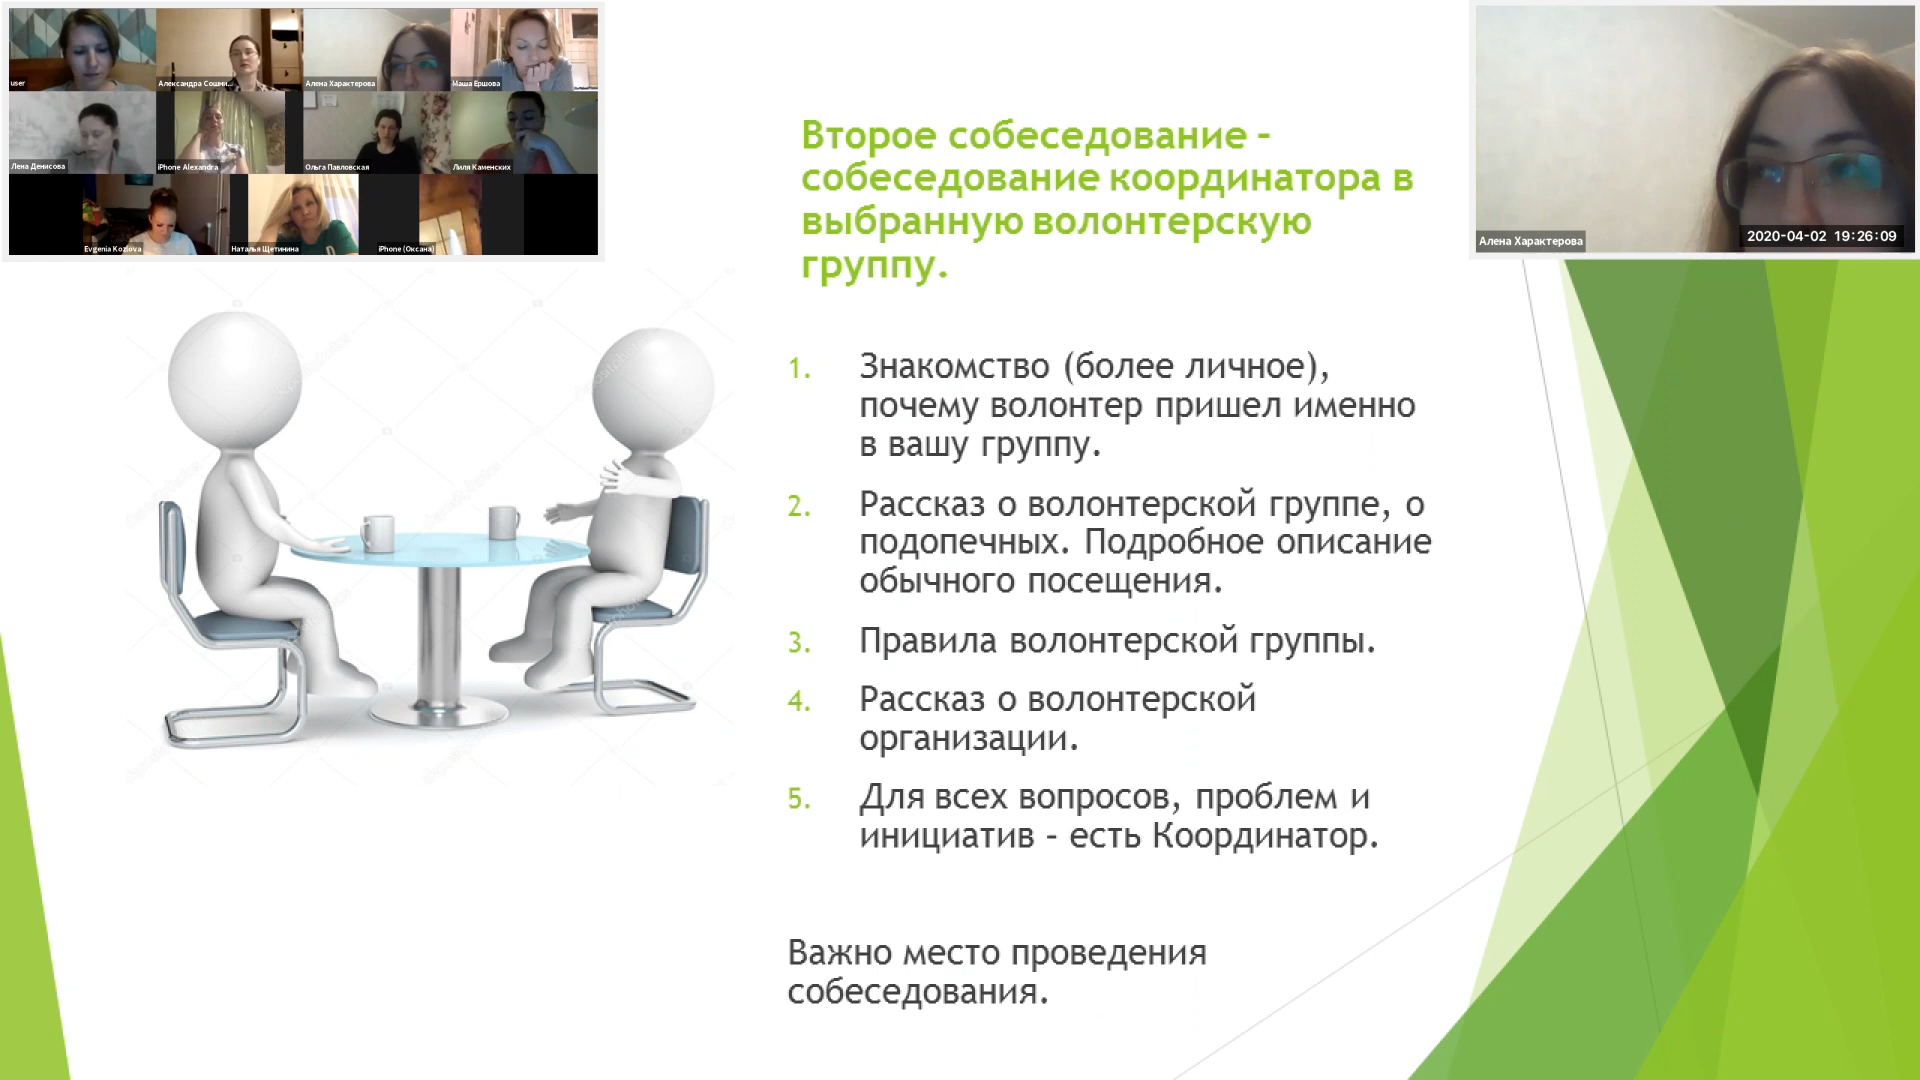 user
Александра Сошни...
Алена Характерова
Маша Ершова
Лена Денисова
iPhone Alexandra
Ольга Павловская
Лиля Каменских
Evgenia Kozlova
Наталья Щетинина
iPhone (Оксана)
Алена Характерова
2020-04-02 19:26:09
Второе собеседование –
собеседование координатора в
выбранную волонтерскую
группу.
1. Знакомство (более личное),
почему волонтер пришел именно
в вашу группу.
2. Рассказ о волонтерской группе, о
подопечных. Подробное описание
обычного посещения.
3. Правила волонтерской группы.
4. Рассказ о волонтерской
организации.
5. Для всех вопросов, проблем и
инициатив – есть Координатор.
Важно место проведения
собеседования.